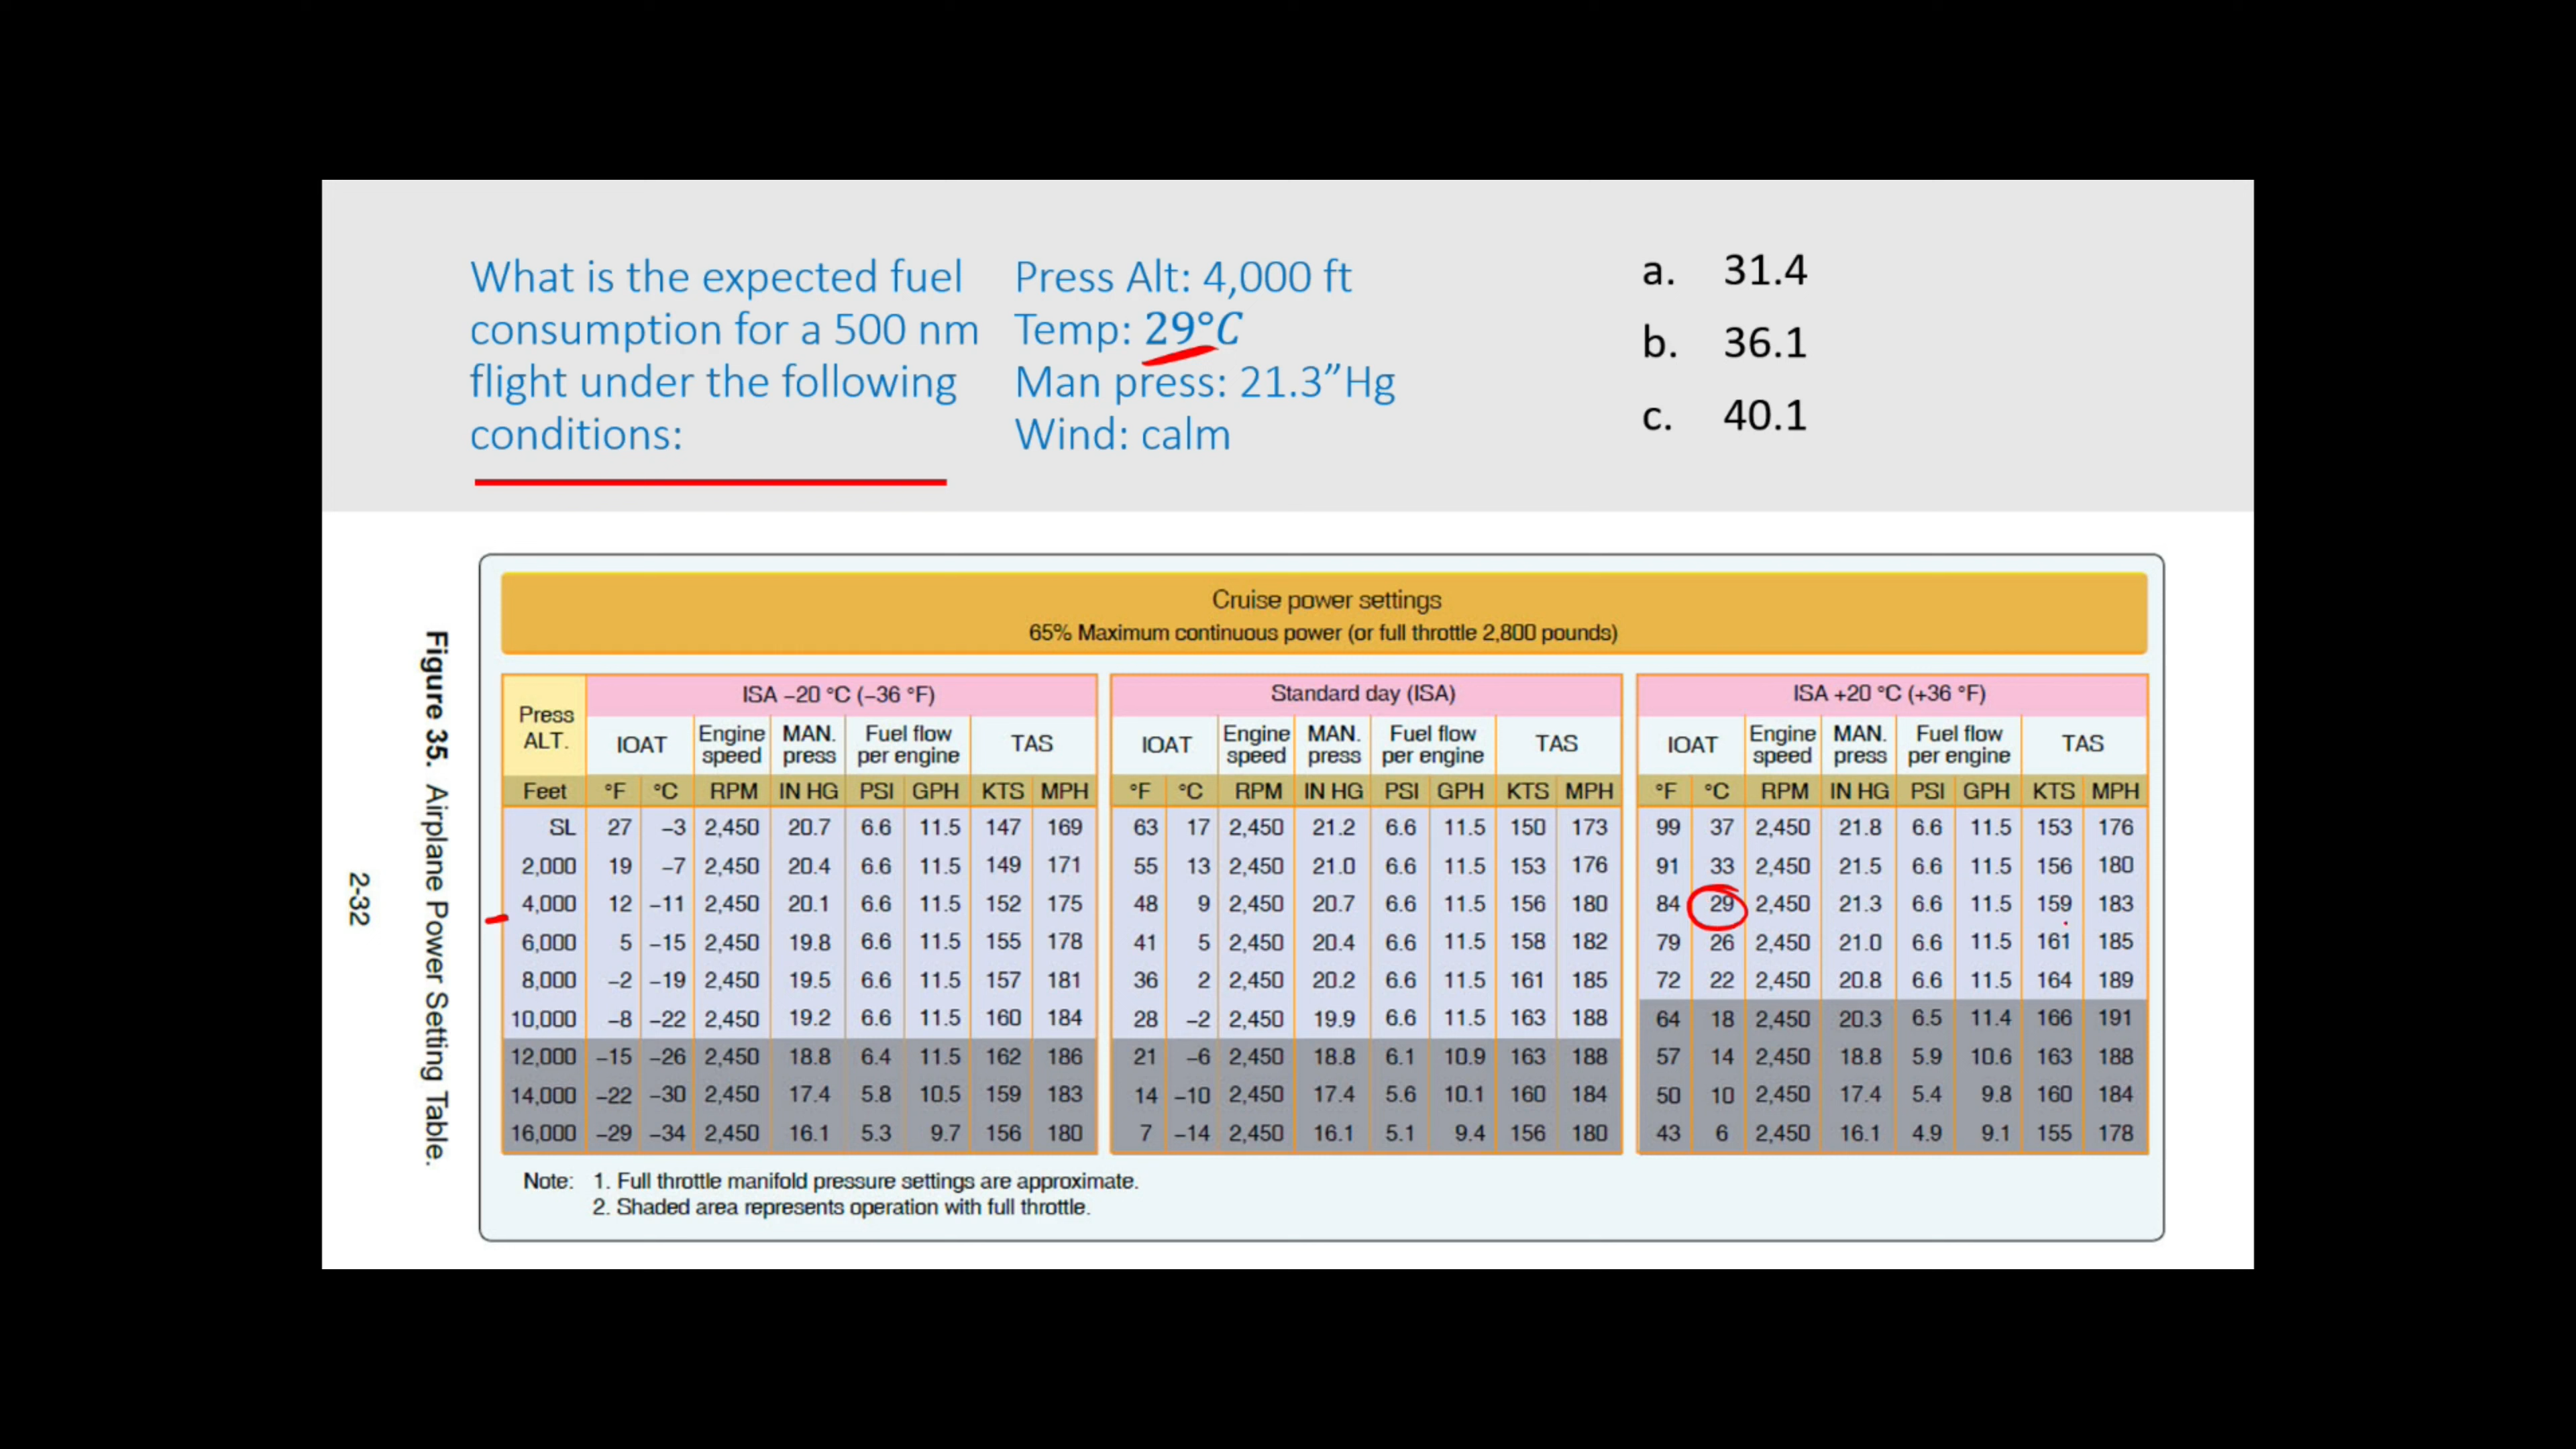 What is the expected fuel
consumption for a 500 nm
flight under the following
conditions:
Press Alt: 4,000 ft
Temp: 29°C
Man press: 21.3”Hg
Wind: calm
a. 31.4
b. 36.1
c. 40.1
Figure 35. Airplane Power Setting Table.
2-32
Cruise power settings
65% Maximum continuous power (or full throttle 2,800 pounds)
ISA –20 °C (–36 °F) Standard day (ISA) ISA +20 °C (+36 °F)
Press ALT. IOAT Engine speed MAN. press Fuel flow per engine TAS IOAT Engine speed MAN. press Fuel flow per engine TAS IOAT Engine speed MAN. press Fuel flow per engine TAS
Feet °F °C RPM IN HG PSI GPH KTS MPH °F °C RPM IN HG PSI GPH KTS MPH °F °C RPM IN HG PSI GPH KTS MPH
SL 27 –3 2,450 20.7 6.6 11.5 147 169 63 17 2,450 21.2 6.6 11.5 150 173 99 37 2,450 21.8 6.6 11.5 153 176
2,000 19 –7 2,450 20.4 6.6 11.5 149 171 55 13 2,450 21.0 6.6 11.5 153 176 91 33 2,450 21.5 6.6 11.5 156 180
4,000 12 –11 2,450 20.1 6.6 11.5 152 175 48 9 2,450 20.7 6.6 11.5 156 180 84 29 2,450 21.3 6.6 11.5 159 183
6,000 5 –15 2,450 19.8 6.6 11.5 155 178 41 5 2,450 20.4 6.6 11.5 158 182 79 26 2,450 21.0 6.6 11.5 161 185
8,000 –2 –19 2,450 19.5 6.6 11.5 157 181 36 2 2,450 20.2 6.6 11.5 161 185 72 22 2,450 20.8 6.6 11.5 164 189
10,000 –8 –22 2,450 19.2 6.6 11.5 160 184 28 –2 2,450 19.9 6.6 11.5 163 188 64 18 2,450 20.3 6.5 11.4 166 191
12,000 –15 –26 2,450 18.8 6.4 11.5 162 186 21 –6 2,450 18.8 6.1 10.9 163 188 57 14 2,450 18.8 5.9 10.6 163 188
14,000 –22 –30 2,450 17.4 5.8 10.5 159 183 14 –10 2,450 17.4 5.6 10.1 160 184 50 10 2,450 17.4 5.4 9.8 160 184
16,000 –29 –34 2,450 16.1 5.3 9.7 156 180 7 –14 2,450 16.1 5.1 9.4 156 180 43 6 2,450 16.1 4.9 9.1 155 178
Note: 1. Full throttle manifold pressure settings are approximate.
2. Shaded area represents operation with full throttle.